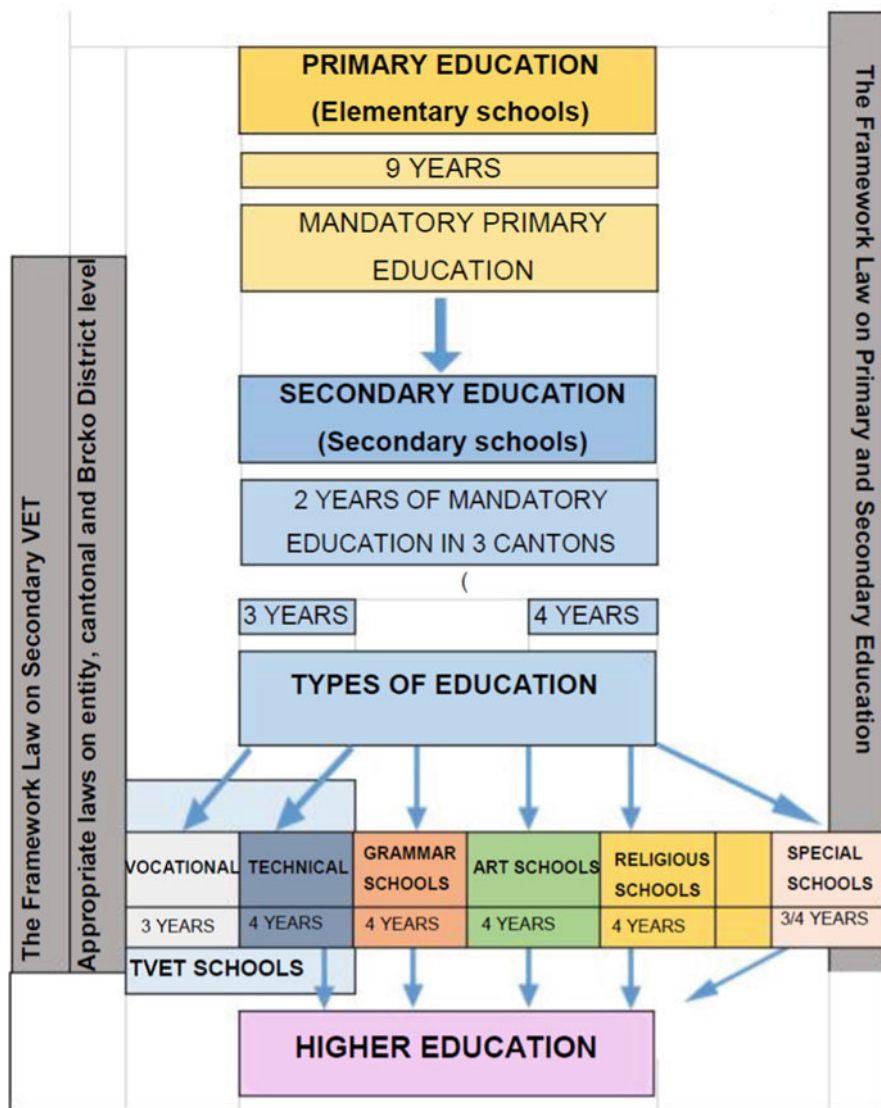 PRIMARY EDUCATION
(Elementary schools)
9 YEARS
MANDATORY PRIMARY
EDUCATION
SECONDARY EDUCATION
(Secondary schools)
2 YEARS OF MANDATORY
EDUCATION IN 3 CANTONS
(
3 YEARS
4 YEARS
TYPES OF EDUCATION
VOCATIONAL
3 YEARS
TECHNICAL
4 YEARS
GRAMMAR
SCHOOLS
4 YEARS
ART SCHOOLS
4 YEARS
RELIGIOUS
SCHOOLS
4 YEARS
SPECIAL
SCHOOLS
3/4 YEARS
TVET SCHOOLS
HIGHER EDUCATION
The Framework Law on Secondary VET
Appropriate laws on entity, cantonal and Brcko District level
The Framework Law on Primary and Secondary Education